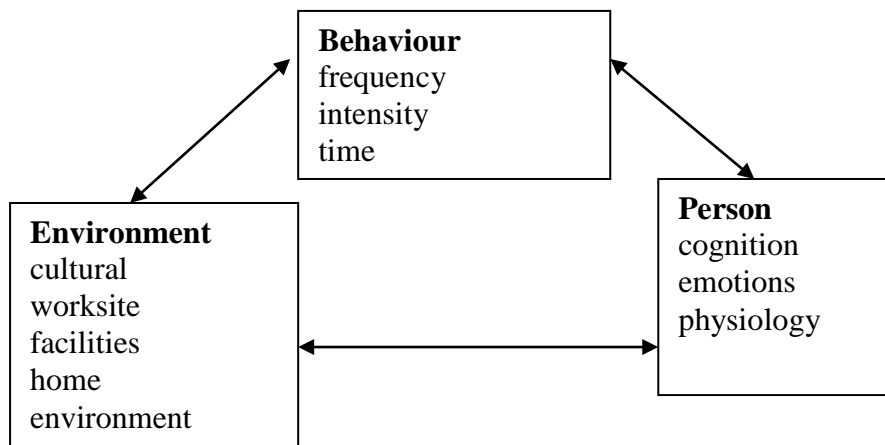 Behaviour
frequency
intensity
time
Environment
cultural
worksite
facilities
home
environment
Person
cognition
emotions
physiology